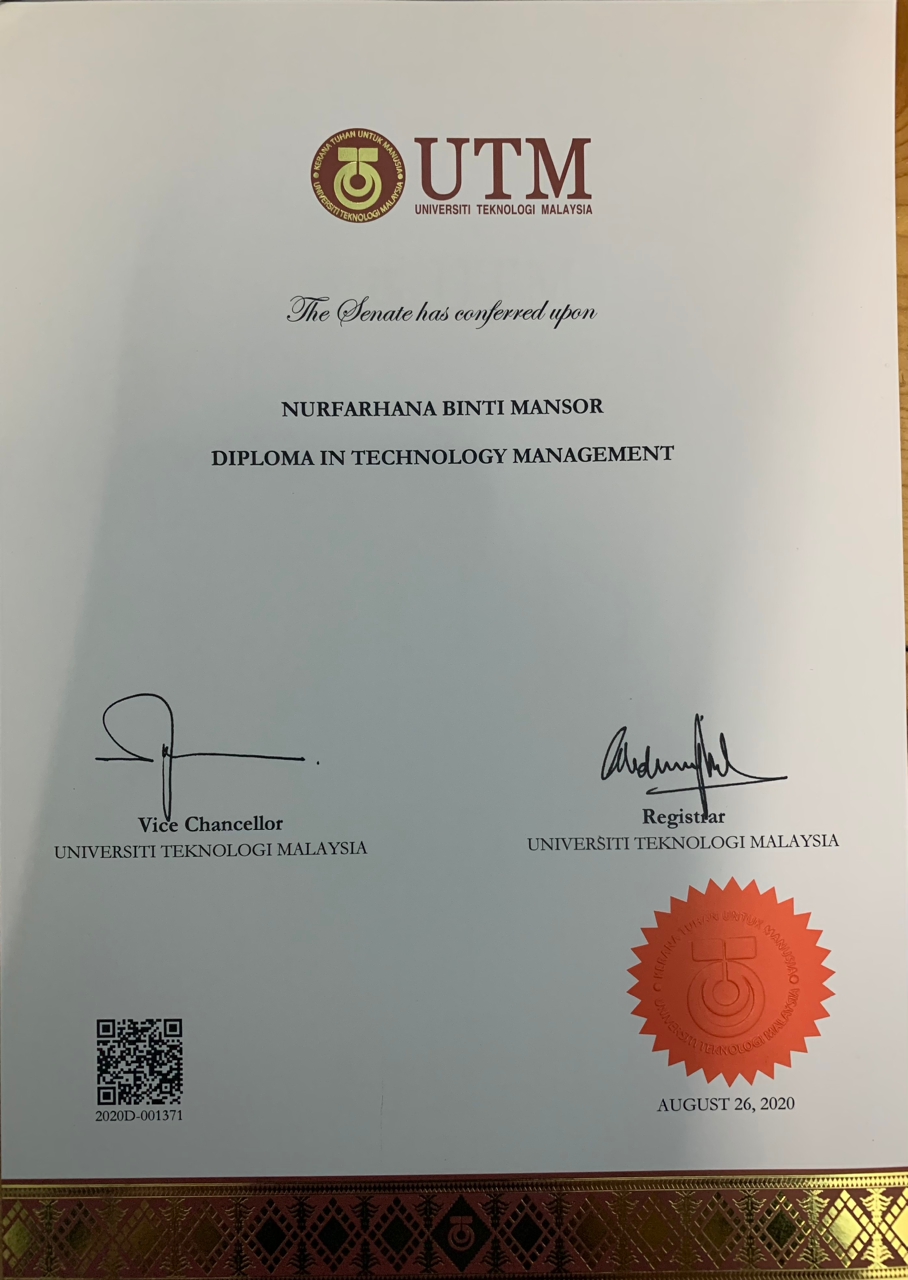 KERANA TUHAN UNTUK MANUSIA
UNIVERSITI TEKNOLOGI MALAYSIA
UTM
UNIVERSITI TEKNOLOGI MALAYSIA
The Senate has conferred upon
NURFARHANA BINTI MANSOR
DIPLOMA IN TECHNOLOGY MANAGEMENT
Vice Chancellor
UNIVERSITI TEKNOLOGI MALAYSIA
Registrar
UNIVERSITI TEKNOLOGI MALAYSIA
KERANA TUHAN UNTUK MANUSIA
UNIVERSITI TEKNOLOGI MALAYSIA
2020D-001371
AUGUST 26, 2020